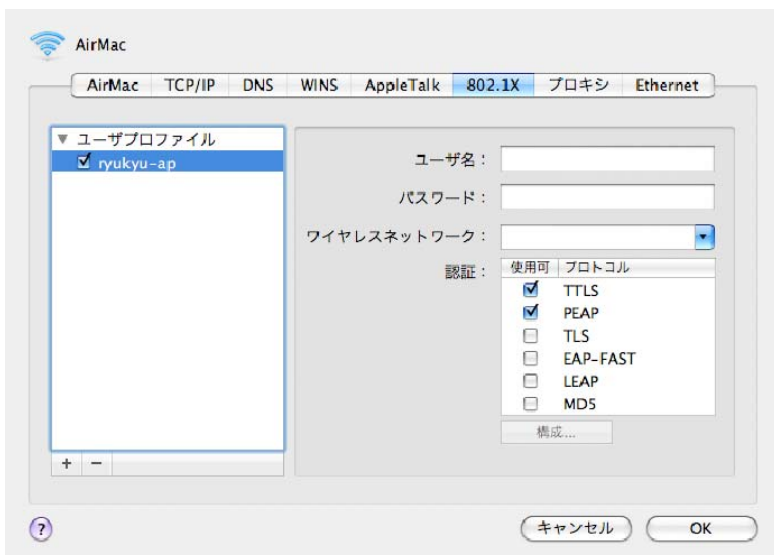 AirMac
AirMac TCP/IP DNS WINS AppleTalk 802.1X プロキシ Ethernet
▼ ユーザプロファイル
ryukyu-ap
ユーザ名：
パスワード：
ワイヤレスネットワーク：
認証：
使用可 プロトコル
TTLS
PEAP
TLS
EAP-FAST
LEAP
MD5
構成...
+ −
?
キャンセル OK